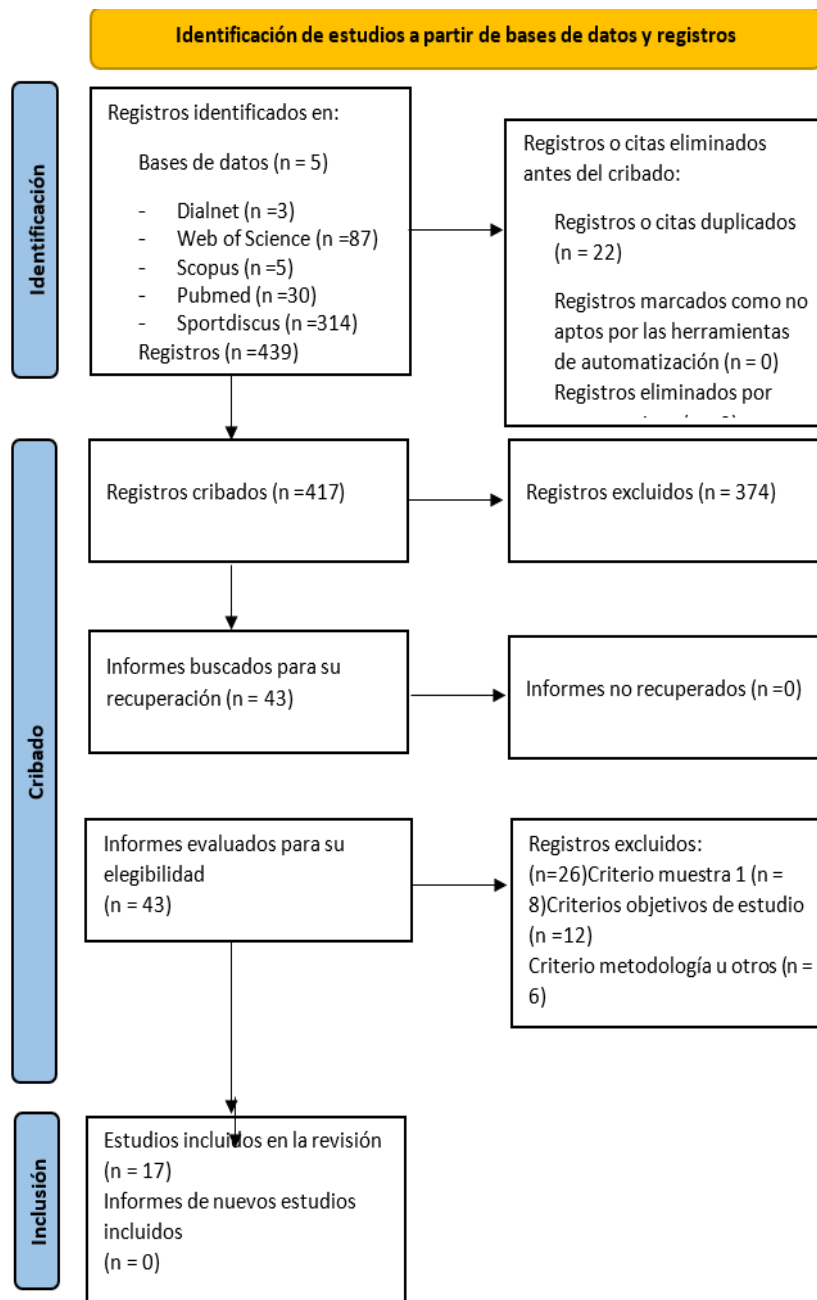 Identificación de estudios a partir de bases de datos y registros
Identificación
Registros identificados en:
Bases de datos (n = 5)
- Dialnet (n =3)
- Web of Science (n =87)
- Scopus (n =5)
- Pubmed (n =30)
- Sportdiscus (n =314)
Registros (n =439)
Registros o citas eliminados
antes del cribado:
Registros o citas duplicados
(n = 22)
Registros marcados como no
aptos por las herramientas
de automatización (n = 0)
Registros eliminados por
Cribado
Registros cribados (n =417)
Registros excluidos (n = 374)
Informes buscados para su
recuperación (n = 43)
Informes no recuperados (n =0)
Informes evaluados para su
elegibilidad
(n = 43)
Registros excluidos:
(n=26)Criterio muestra 1 (n =
8)Criterios objetivos de estudio
(n =12)
Criterio metodología u otros (n =
6)
Inclusión
Estudios incluidos en la revisión
(n = 17)
Informes de nuevos estudios
incluidos
(n = 0)